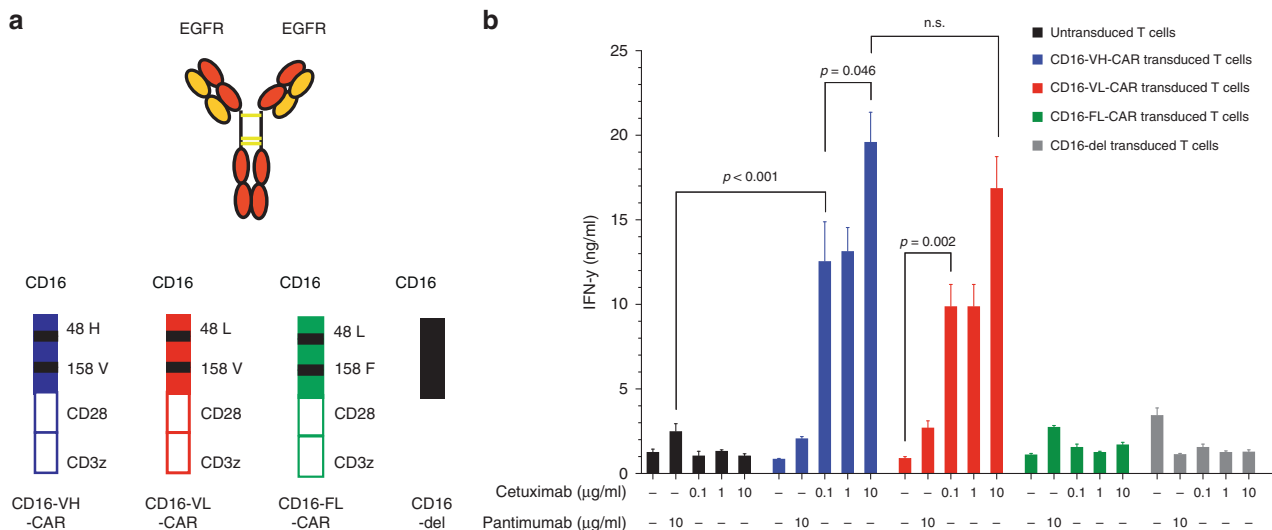 a
EGFR EGFR
CD16 CD16 CD16 CD16
48 H 48 L 48 L
158 V 158 V 158 F
CD28 CD28 CD28
CD3z CD3z CD3z
CD16-VH
-CAR
CD16-VL
-CAR
CD16-FL
-CAR
CD16
-del
b
n.s.
p = 0.046
p < 0.001
p = 0.002
Untransduced T cells
CD16-VH-CAR transduced T cells
CD16-VL-CAR transduced T cells
CD16-FL-CAR transduced T cells
CD16-del transduced T cells
IFN-y (ng/ml)
25
20
15
10
5
0
Cetuximab (µg/ml) – – 0.1 1 10 – – 0.1 1 10 – – 0.1 1 10 – – 0.1 1 10 – – 0.1 1 10
Pantimumab (µg/ml) – 10 – – – – 10 – – – – 10 – – – – 10 – – – – 10 – – –